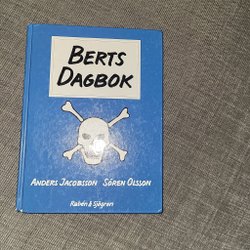 BERTS
DAGBOK
ANDERS JACOBSSON SÖREN OLSSON
Rabén & Sjögren